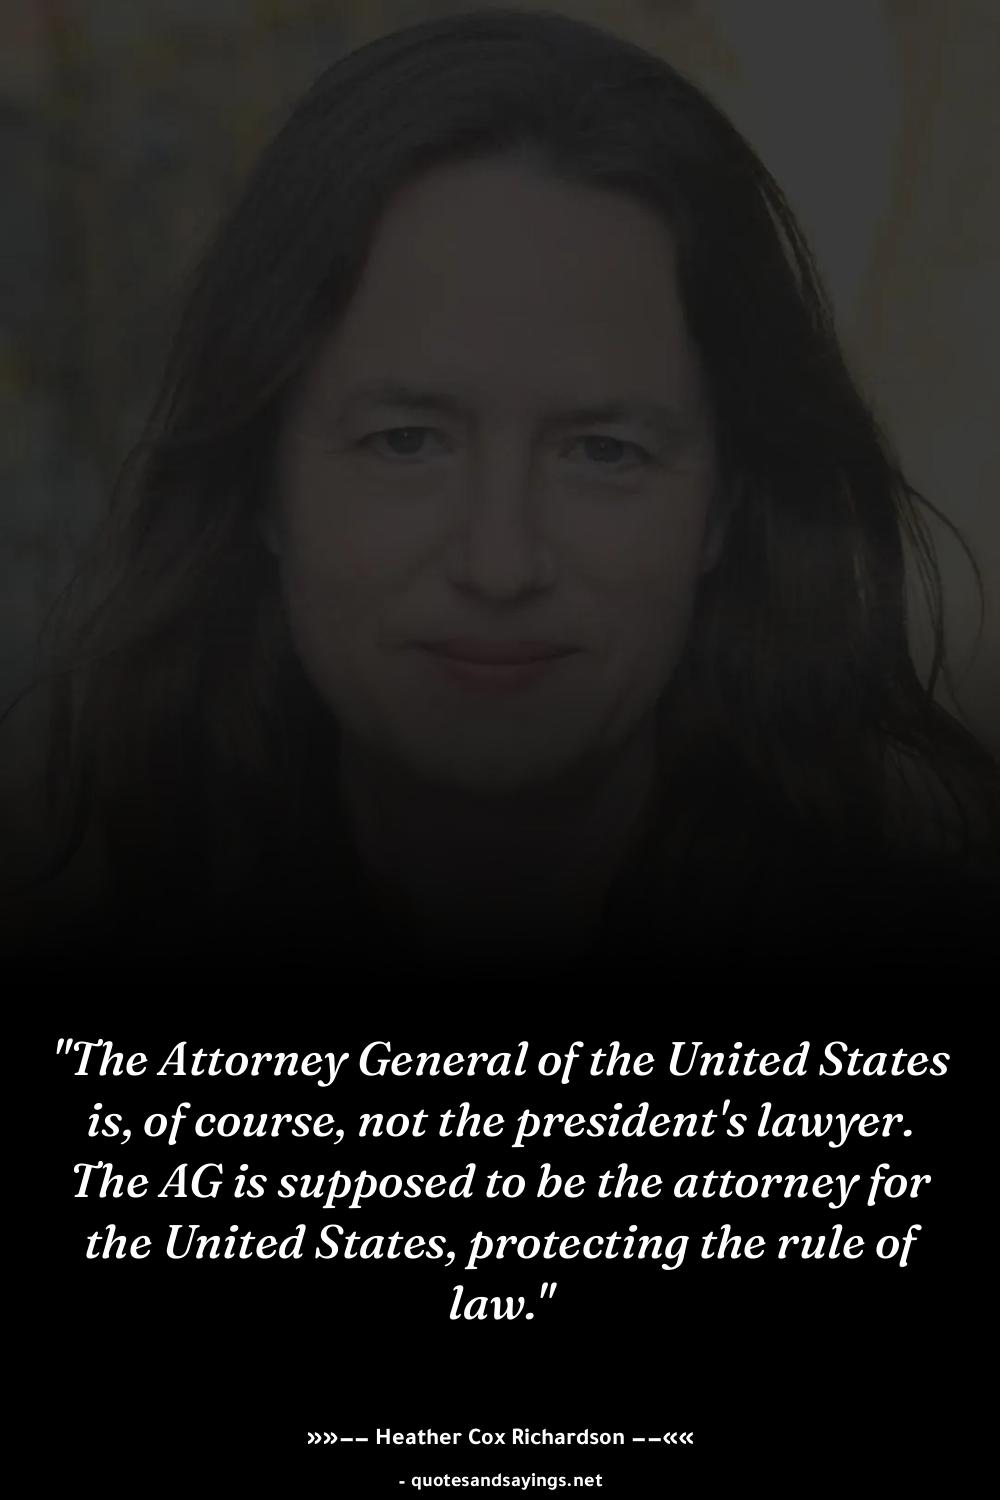 "The Attorney General of the United States
is, of course, not the president's lawyer.
The AG is supposed to be the attorney for
the United States, protecting the rule of
law."
»»–– Heather Cox Richardson ––««
- quotesandsayings.net